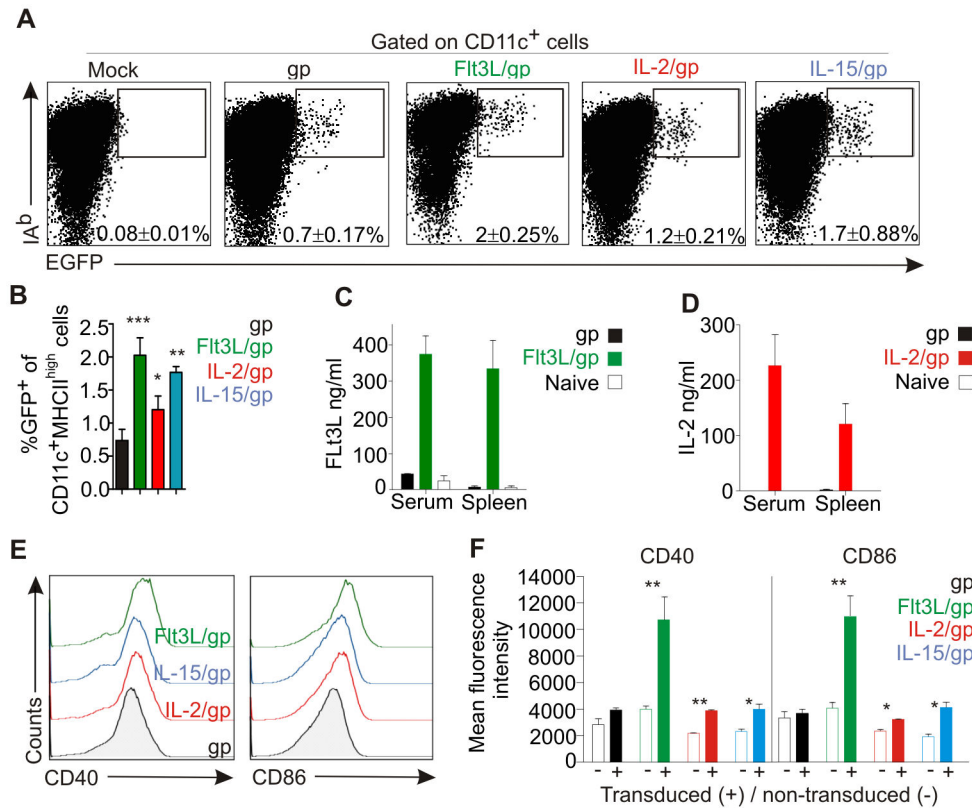 A
Gated on CD11c+ cells
Mock gp Flt3L/gp IL-2/gp IL-15/gp
IAb
0.08±0.01% 0.7±0.17% 2±0.25% 1.2±0.21% 1.7±0.88%
EGFP
B
%GFP+ of
CD11c+MHCIIhigh cells
2.5
2.0
1.5
1.0
0.5
0.0
*** * **
gp
Flt3L/gp
IL-2/gp
IL-15/gp
C
FLt3L ng/ml
400
300
200
100
0
Serum Spleen
gp
Flt3L/gp
Naive
D
IL-2 ng/ml
300
200
100
0
Serum Spleen
gp
IL-2/gp
Naive
E
Counts
Flt3L/gp
IL-15/gp
IL-2/gp
gp
CD40 CD86
F
CD40 CD86
Mean fluorescence
intensity
14000
12000
10000
8000
6000
4000
2000
0
** ** * ** * *
gp
Flt3L/gp
IL-2/gp
IL-15/gp
- + - + - + - + - + - + - + - +
Transduced (+) / non-transduced (-)